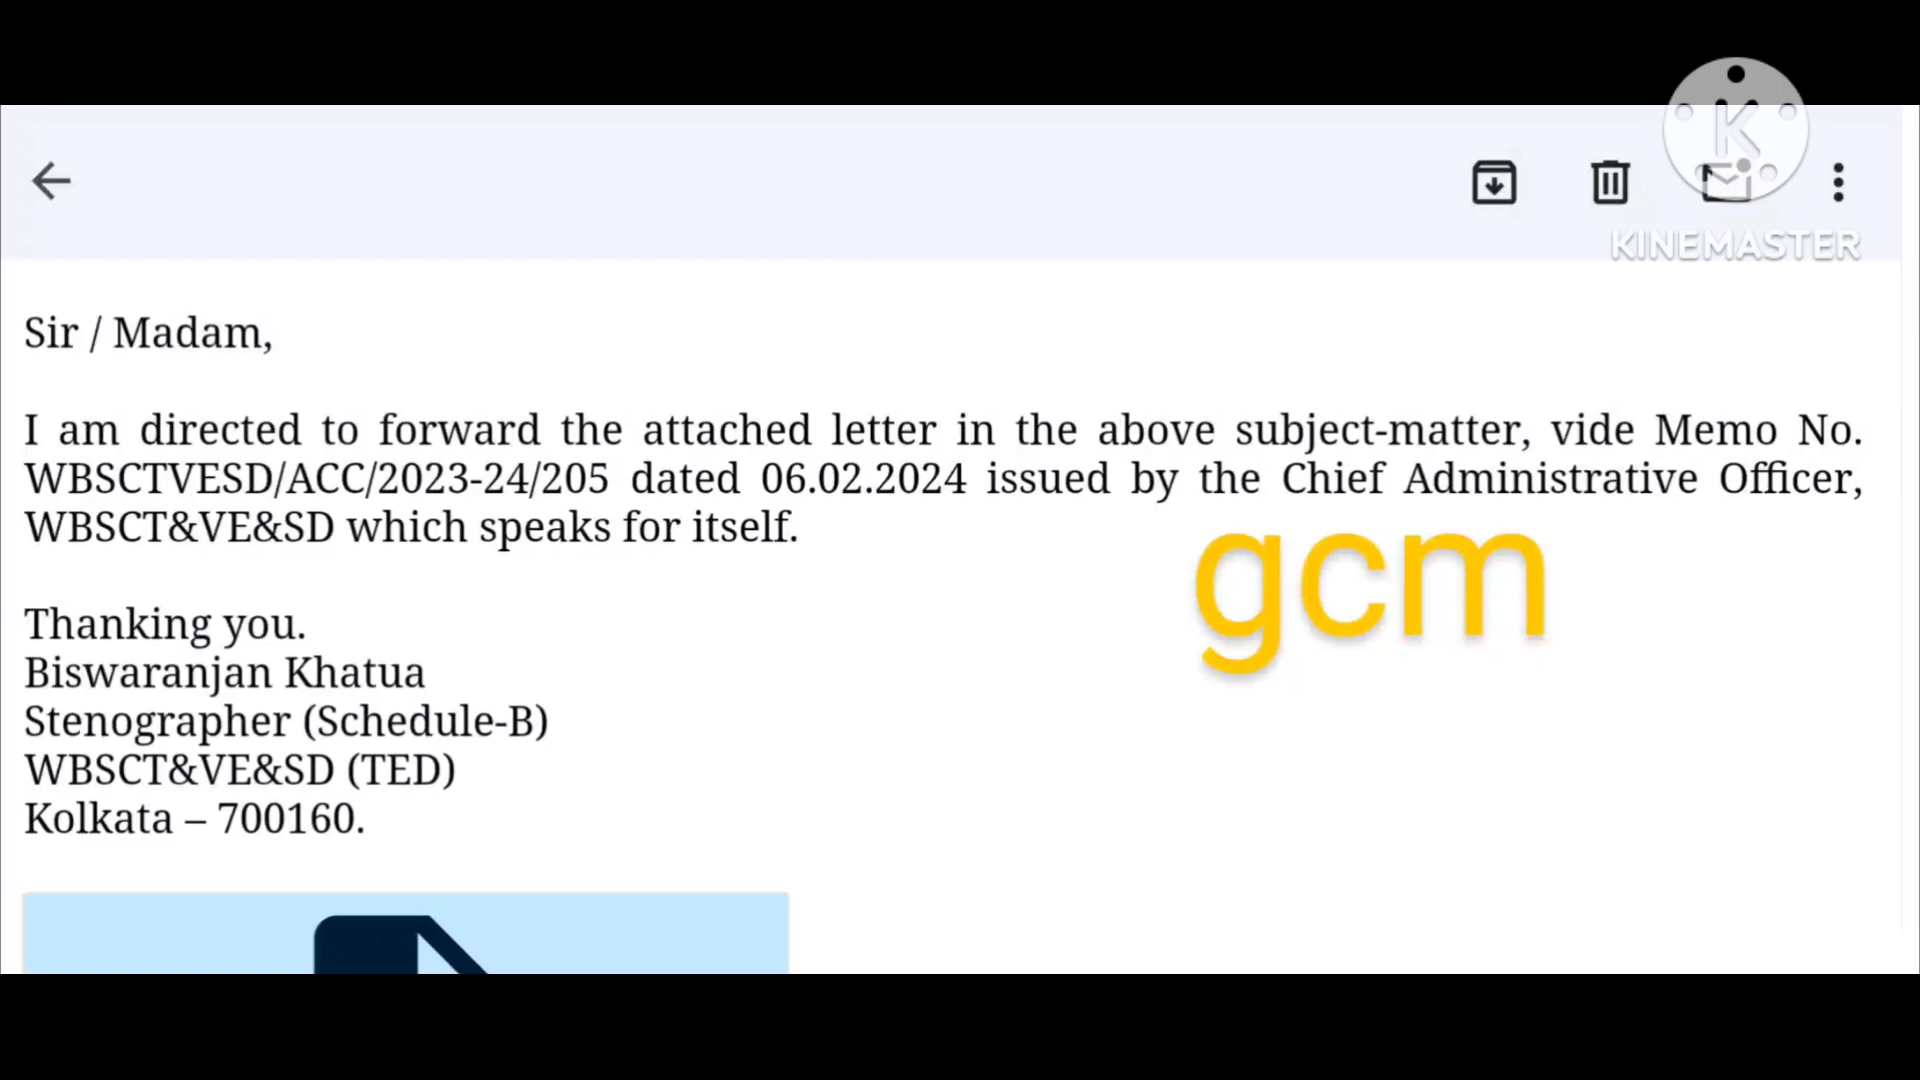 K
KINEMASTER
Sir / Madam,
I am directed to forward the attached letter in the above subject-matter, vide Memo No.
WBSCTVESD/ACC/2023-24/205 dated 06.02.2024 issued by the Chief Administrative Officer,
WBSCT&VE&SD which speaks for itself.
gcm
Thanking you.
Biswaranjan Khatua
Stenographer (Schedule-B)
WBSCT&VE&SD (TED)
Kolkata – 700160.